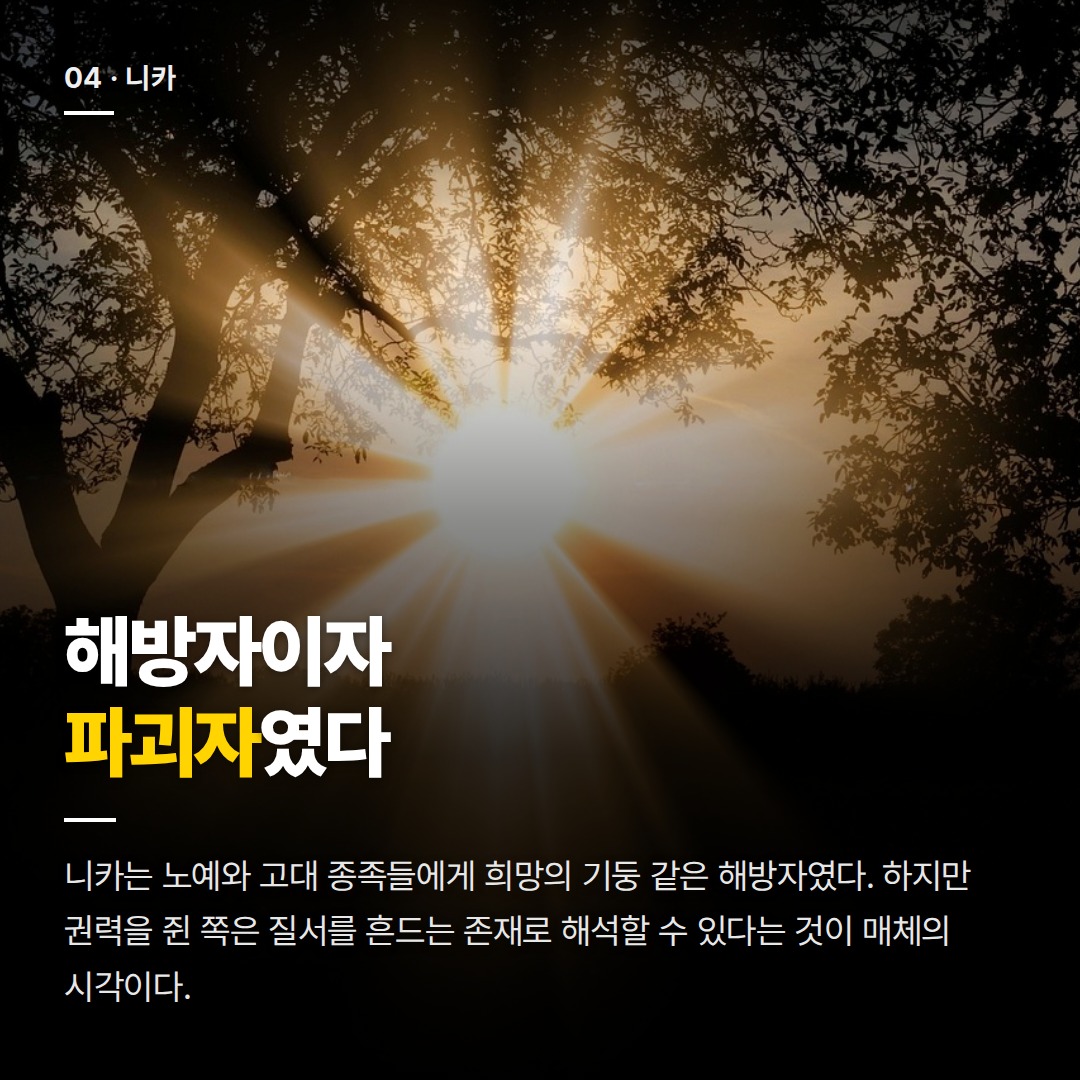 04 · 니카
해방자이자
파괴자였다
니카는 노예와 고대 종족들에게 희망의 기둥 같은 해방자였다. 하지만
권력을 쥔 쪽은 질서를 흔드는 존재로 해석할 수 있다는 것이 매체의
시각이다.